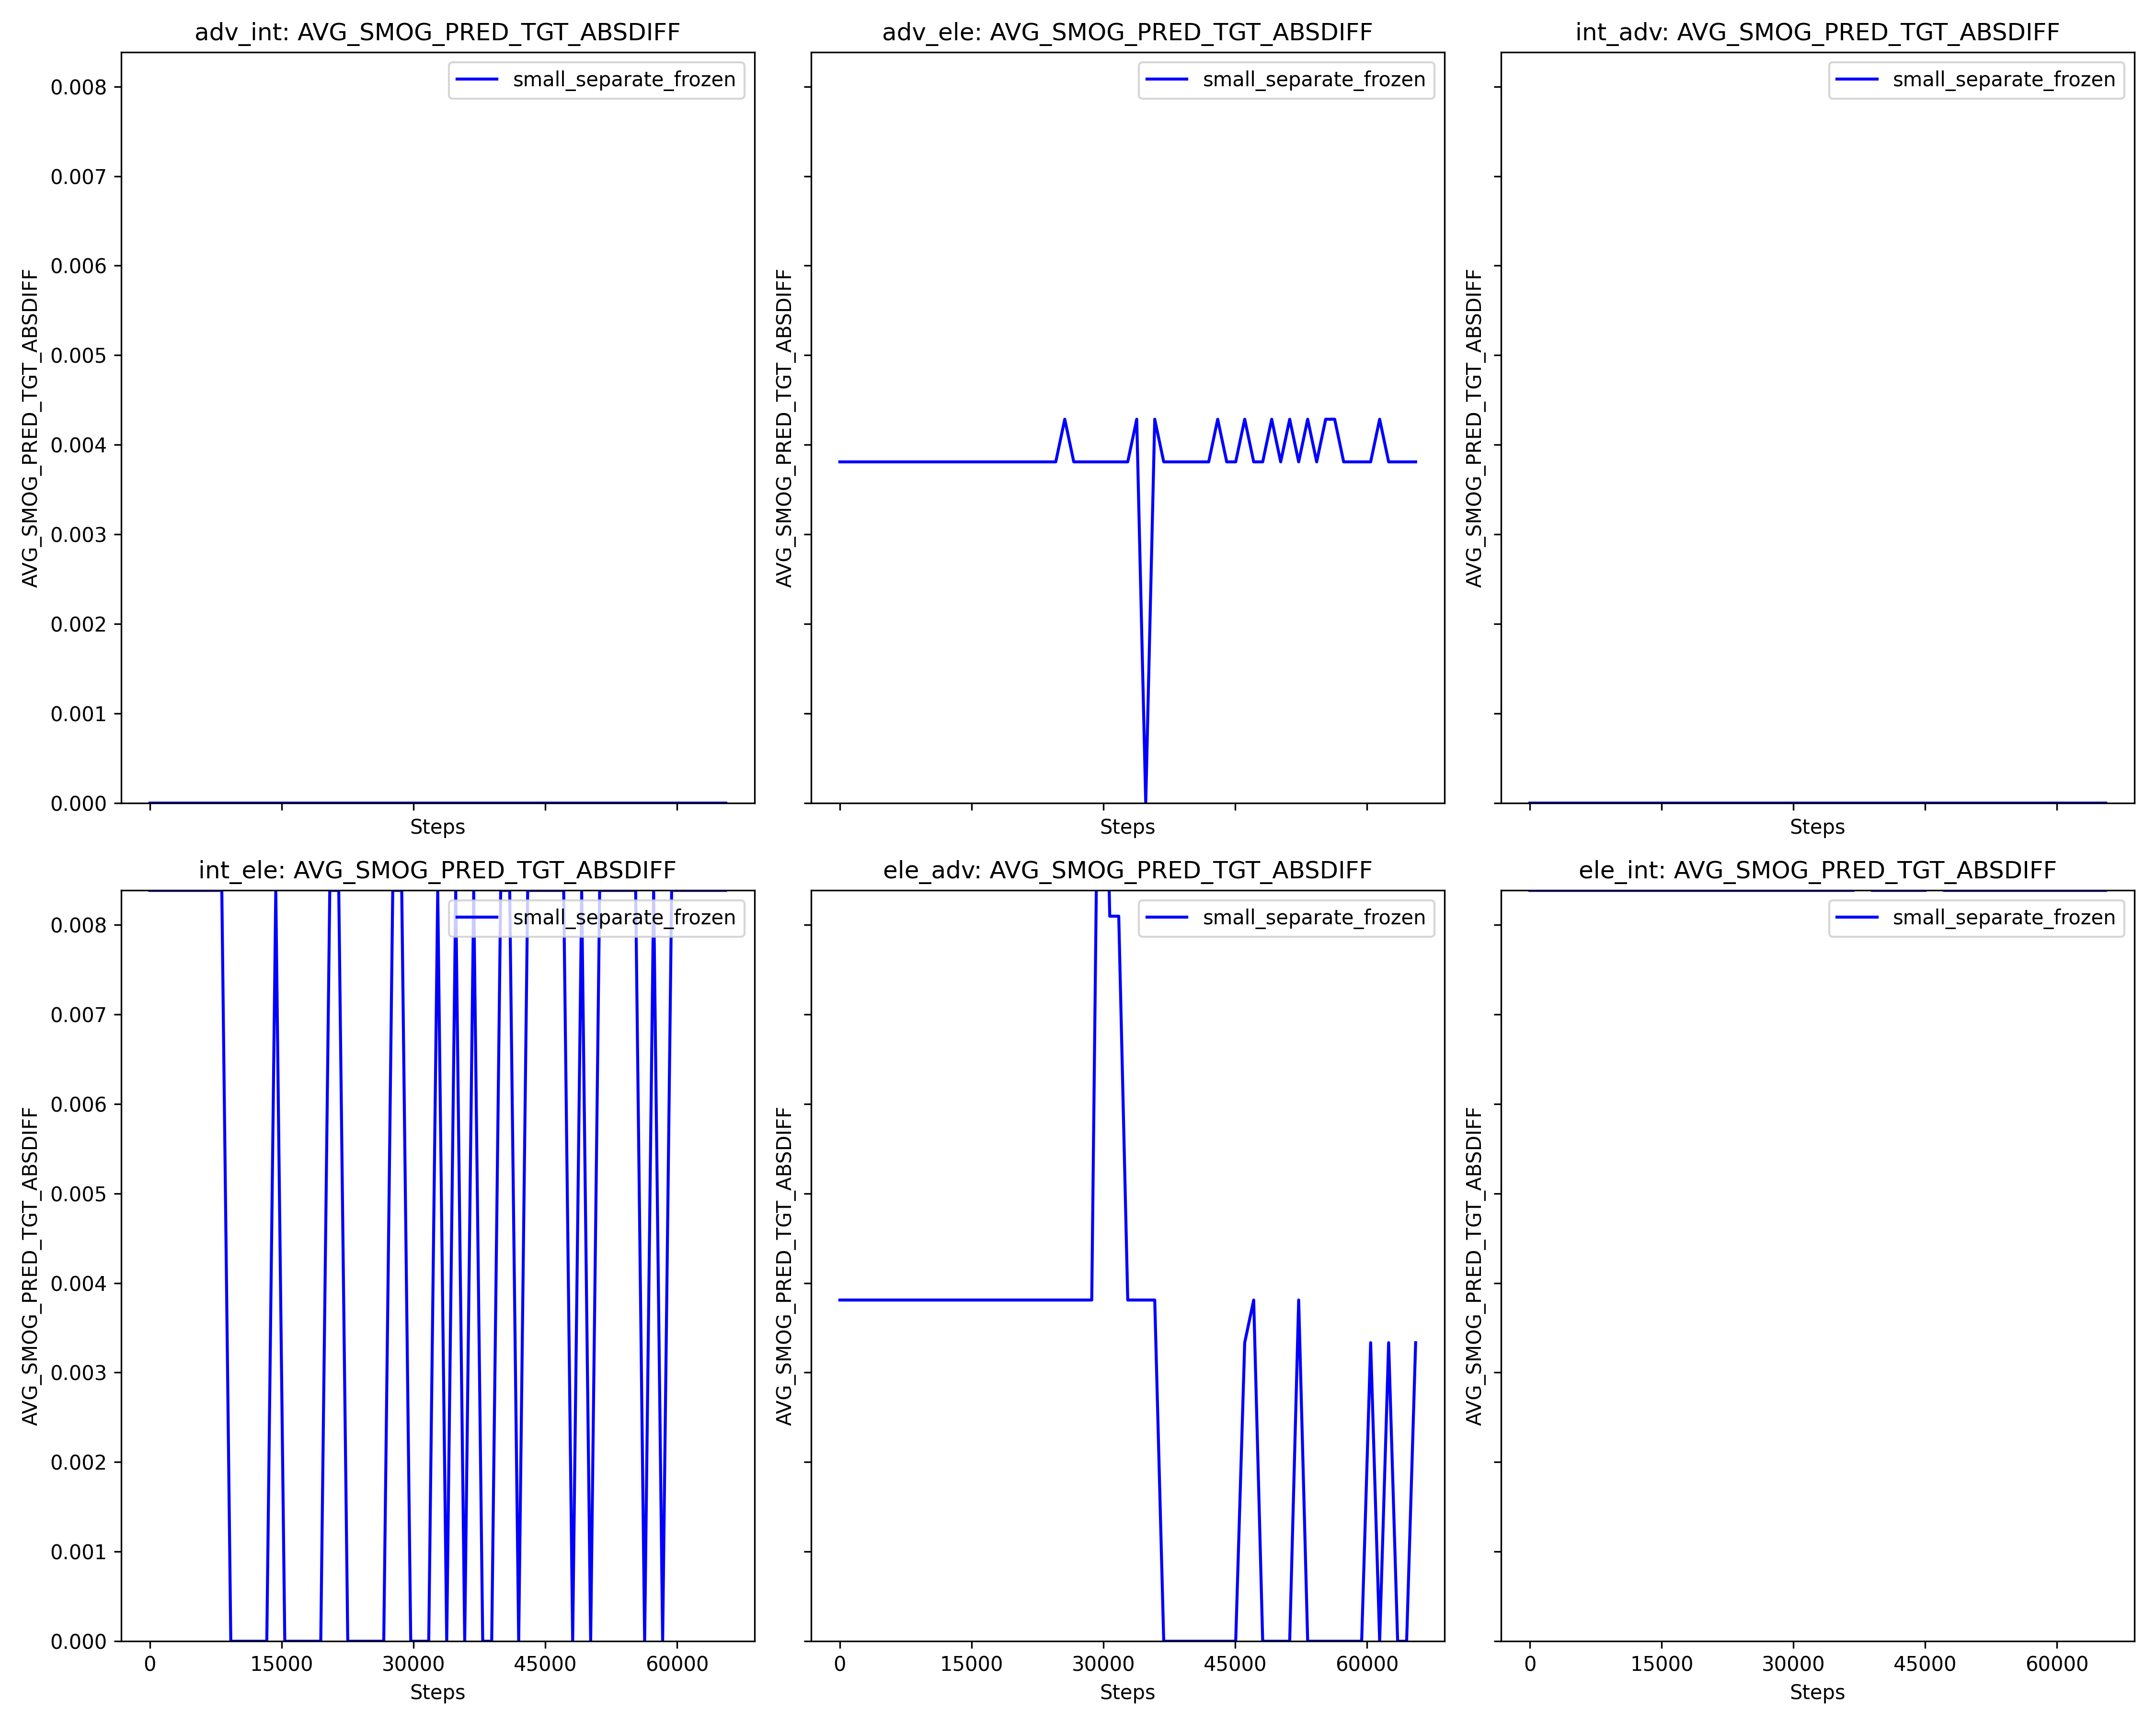 adv_int: AVG_SMOG_PRED_TGT_ABSDIFF
adv_ele: AVG_SMOG_PRED_TGT_ABSDIFF
int_adv: AVG_SMOG_PRED_TGT_ABSDIFF
small_separate_frozen
small_separate_frozen
small_separate_frozen
0.008
0.007
0.006
0.005
0.004
0.003
0.002
0.001
0.000
AVG_SMOG_PRED_TGT_ABSDIFF
AVG_SMOG_PRED_TGT_ABSDIFF
AVG_SMOG_PRED_TGT_ABSDIFF
Steps
Steps
Steps
int_ele: AVG_SMOG_PRED_TGT_ABSDIFF
ele_adv: AVG_SMOG_PRED_TGT_ABSDIFF
ele_int: AVG_SMOG_PRED_TGT_ABSDIFF
small_separate_frozen
small_separate_frozen
small_separate_frozen
0.008
0.007
0.006
0.005
0.004
0.003
0.002
0.001
0.000
AVG_SMOG_PRED_TGT_ABSDIFF
AVG_SMOG_PRED_TGT_ABSDIFF
AVG_SMOG_PRED_TGT_ABSDIFF
0 15000 30000 45000 60000
0 15000 30000 45000 60000
0 15000 30000 45000 60000
Steps
Steps
Steps